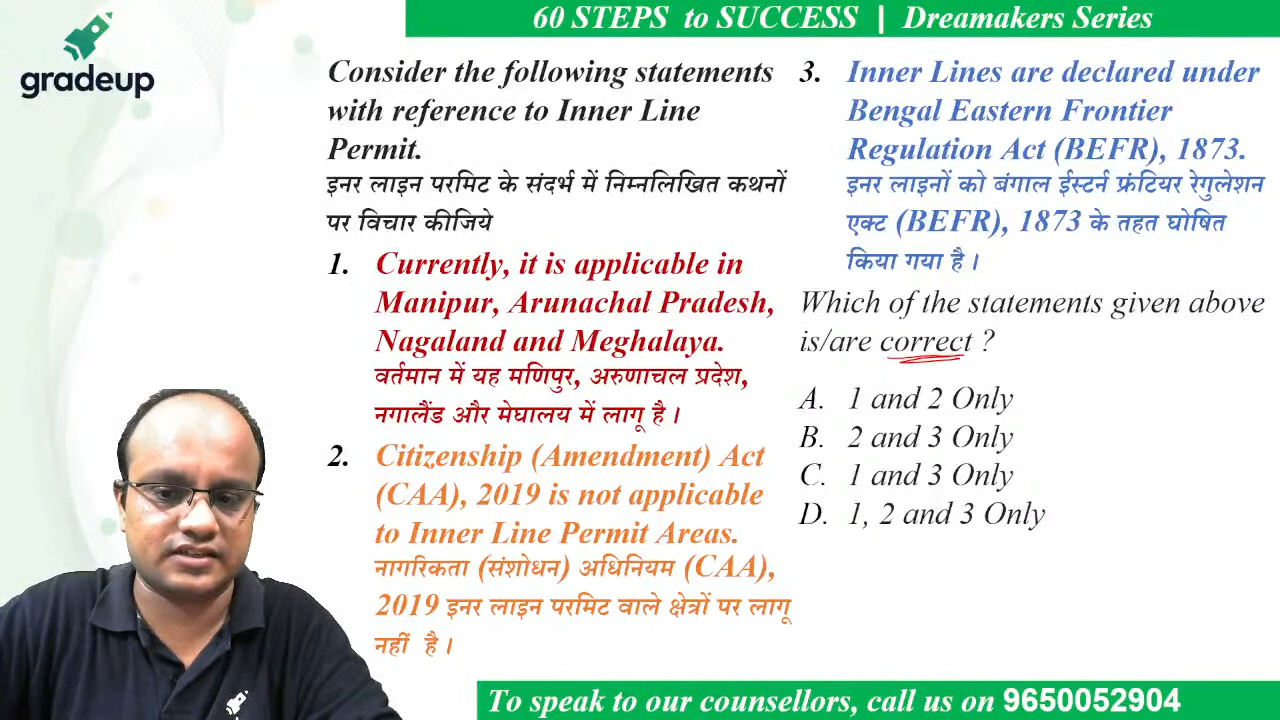 60 STEPS to SUCCESS | Dreamakers Series
gradeup
Consider the following statements
with reference to Inner Line
Permit.
इनर लाइन परमिट के संदर्भ में निम्नलिखित कथनों
पर विचार कीजिये
1. Currently, it is applicable in
Manipur, Arunachal Pradesh,
Nagaland and Meghalaya.
वर्तमान में यह मणिपुर, अरुणाचल प्रदेश,
नगालैंड और मेघालय में लागू है।
2. Citizenship (Amendment) Act
(CAA), 2019 is not applicable
to Inner Line Permit Areas.
नागरिकता (संशोधन) अधिनियम (CAA),
2019 इनर लाइन परमिट वाले क्षेत्रों पर लागू
नहीं है।
3. Inner Lines are declared under
Bengal Eastern Frontier
Regulation Act (BEFR), 1873.
इनर लाइनों को बंगाल ईस्टर्न फ्रंटियर रेगुलेशन
एक्ट (BEFR), 1873 के तहत घोषित
किया गया है।
Which of the statements given above
is/are correct ?
A. 1 and 2 Only
B. 2 and 3 Only
C. 1 and 3 Only
D. 1, 2 and 3 Only
To speak to our counsellors, call us on 9650052904